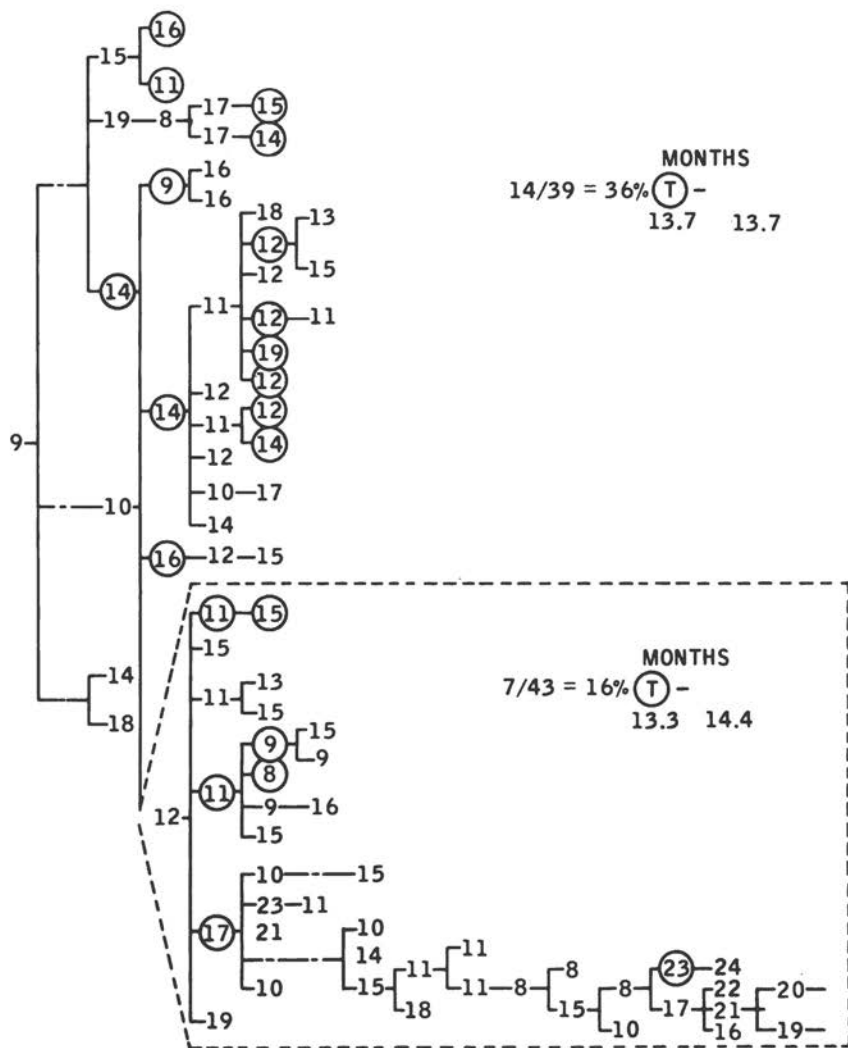 16
15
11
19 8 17 15
17 14
MONTHS
9 16
16
14/39 = 36% T –
13.7 13.7
18 13
12
12 15
14
11 12 11
19
12 12
14 11 12
14
9
12
10 17
10
14
16 12 15
11 15
15
MONTHS
14 11 13
7/43 = 16% T –
15
13.3 14.4
18
9 15
9
8
11
9 16
12
15
10 15
23 11
17 21 10
14 11
11 23 24
8
10 15 11 8 8 22 20
18 15 17 21
19 10 16 19